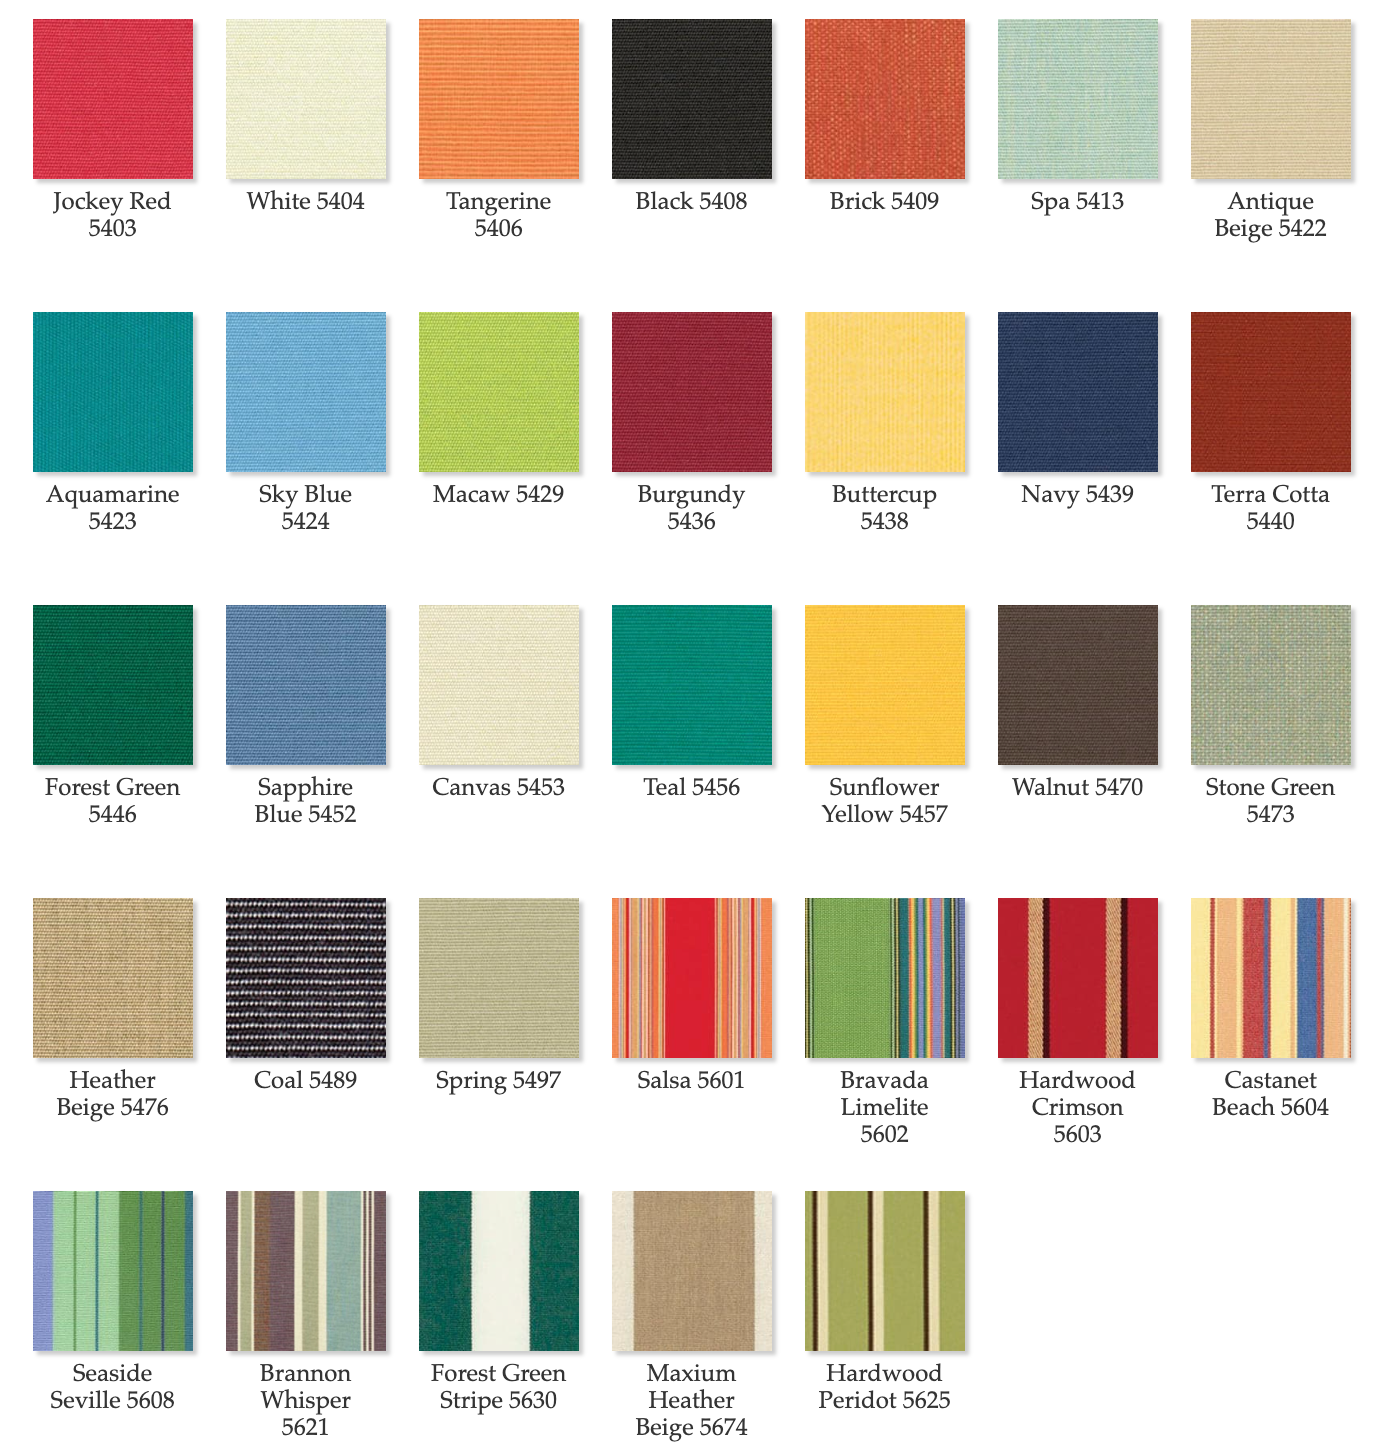 Jockey Red
5403
White 5404
Tangerine
5406
Black 5408
Brick 5409
Spa 5413
Antique
Beige 5422
Aquamarine
5423
Sky Blue
5424
Macaw 5429
Burgundy
5436
Buttercup
5438
Navy 5439
Terra Cotta
5440
Forest Green
5446
Sapphire
Blue 5452
Canvas 5453
Teal 5456
Sunflower
Yellow 5457
Walnut 5470
Stone Green
5473
Heather
Beige 5476
Coal 5489
Spring 5497
Salsa 5601
Bravada
Limelite
5602
Hardwood
Crimson
5603
Castanet
Beach 5604
Seaside
Seville 5608
Brannon
Whisper
5621
Forest Green
Stripe 5630
Maxium
Heather
Beige 5674
Hardwood
Peridot 5625